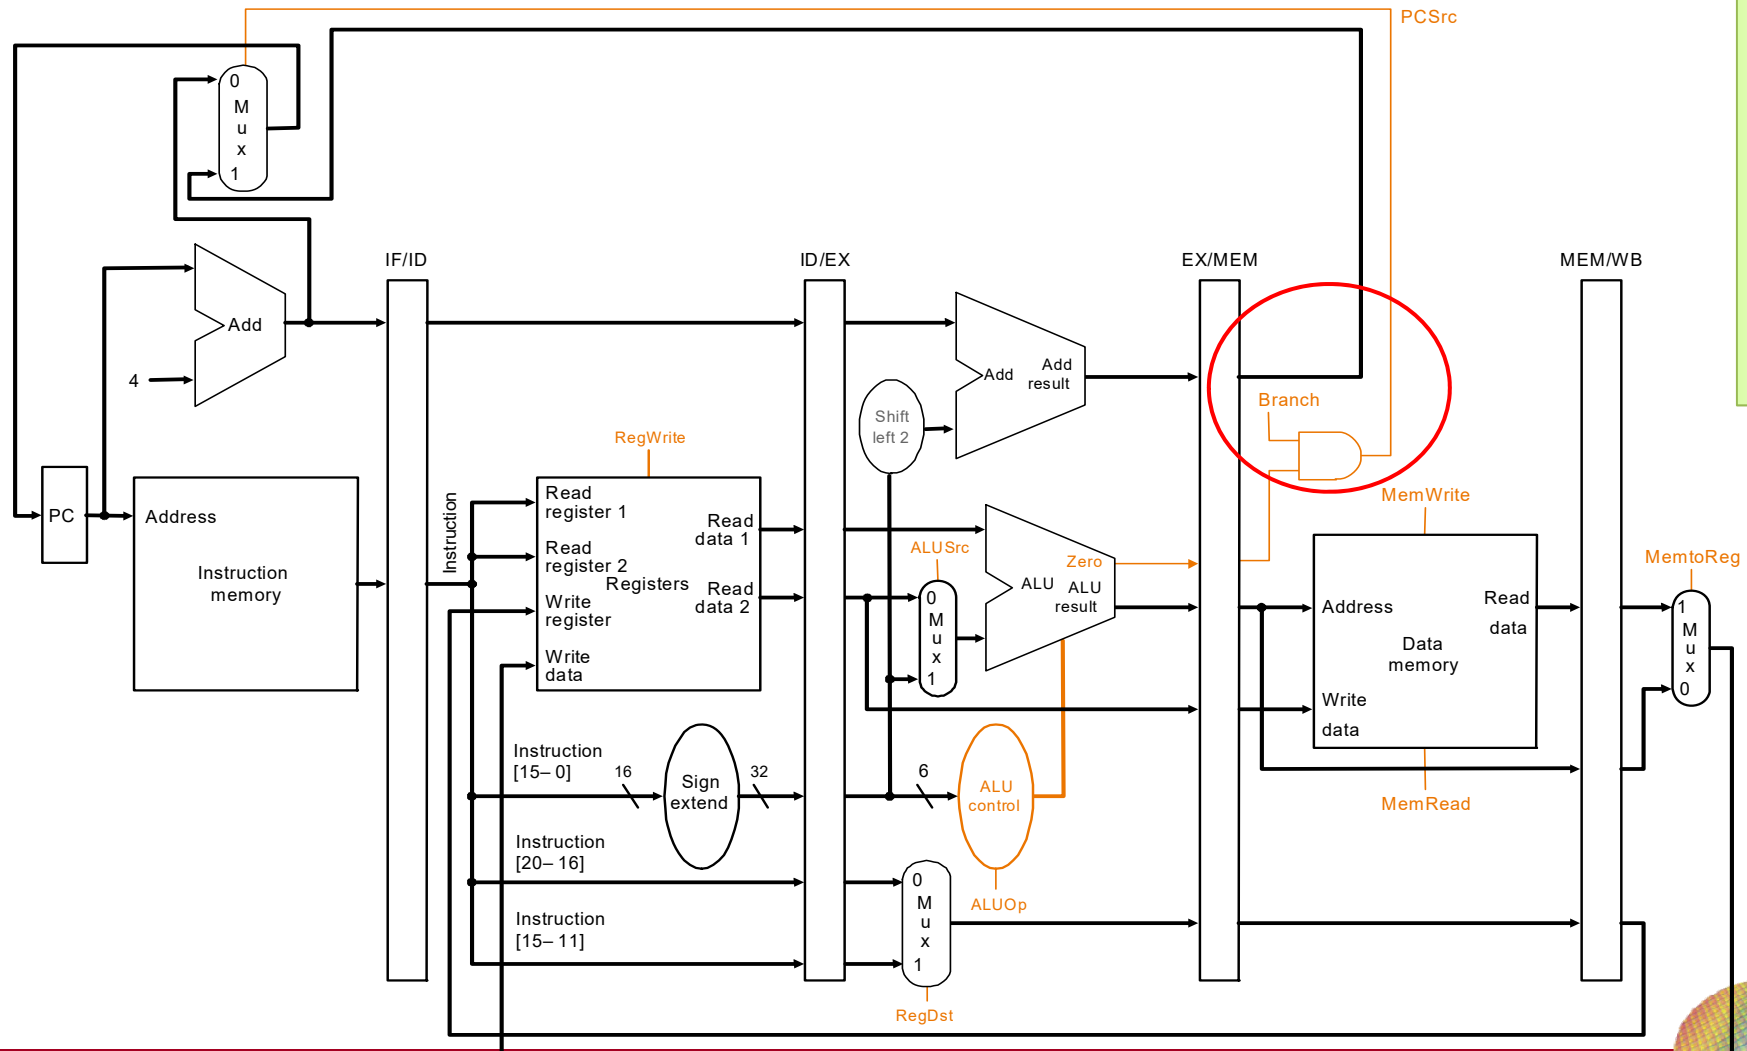 PCSrc
0
M
u
x
1
IF/ID
ID/EX
EX/MEM
MEM/WB
Add
4
Add
Add
result
Shift
left 2
Branch
RegWrite
PC
Address
Instruction
memory
Instruction
Read
register 1
Read
register 2
Write
register
Write
data
Registers
Read
data 1
Read
data 2
ALUSrc
0
M
u
x
1
Zero
ALU
ALU
result
MemWrite
Address
Read
data
Data
memory
Write
data
MemRead
MemtoReg
1
M
u
x
0
Instruction
[15– 0]
16
Sign
extend
32
6
ALU
control
ALUOp
Instruction
[20– 16]
Instruction
[15– 11]
0
M
u
x
1
RegDst